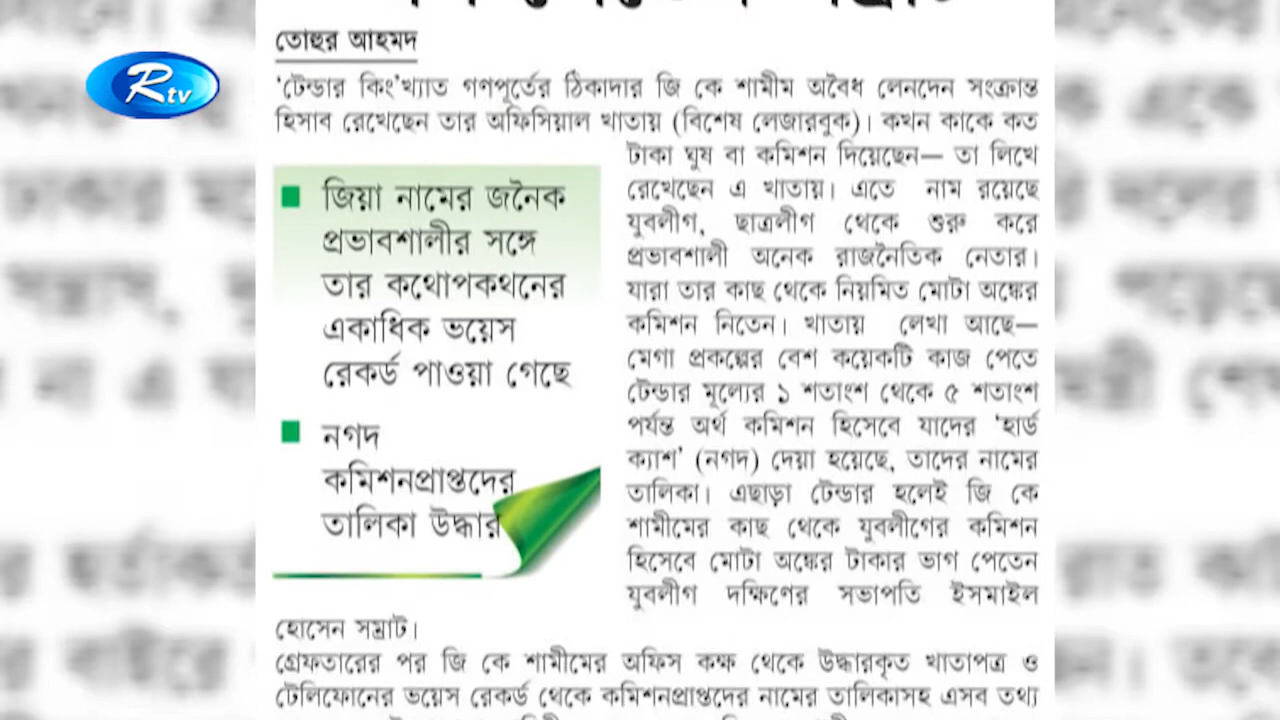 Rtv
তোহুর আহমদ
‘টেন্ডার কিং’খ্যাত গণপূর্তের ঠিকাদার জি কে শামীম অবৈধ লেনদেন সংক্রান্ত
হিসাব রেখেছেন তার অফিসিয়াল খাতায় (বিশেষ লেজারবুক)। কখন কাকে কত
টাকা ঘুষ বা কমিশন দিয়েছেন— তা লিখে
রেখেছেন এ খাতায়। এতে নাম রয়েছে
যুবলীগ, ছাত্রলীগ থেকে শুরু করে
প্রভাবশালী অনেক রাজনৈতিক নেতার।
যারা তার কাছ থেকে নিয়মিত মোটা অঙ্কের
কমিশন নিতেন। খাতায় লেখা আছে—
মেগা প্রকল্পের বেশ কয়েকটি কাজ পেতে
টেন্ডার মূল্যের ১ শতাংশ থেকে ৫ শতাংশ
পর্যন্ত অর্থ কমিশন হিসেবে যাদের ‘হার্ড
ক্যাশ’ (নগদ) দেয়া হয়েছে, তাদের নামের
তালিকা। এছাড়া টেন্ডার হলেই জি কে
শামীমের কাছ থেকে যুবলীগের কমিশন
হিসেবে মোটা অঙ্কের টাকার ভাগ পেতেন
যুবলীগ দক্ষিণের সভাপতি ইসমাইল
হোসেন সম্রাট।
জিয়া নামের জনৈক
প্রভাবশালীর সঙ্গে
তার কথোপকথনের
একাধিক ভয়েস
রেকর্ড পাওয়া গেছে
নগদ
কমিশনপ্রাপ্তদের
তালিকা উদ্ধার
গ্রেফতারের পর জি কে শামীমের অফিস কক্ষ থেকে উদ্ধারকৃত খাতাপত্র ও
টেলিফোনের ভয়েস রেকর্ড থেকে কমিশনপ্রাপ্তদের নামের তালিকাসহ এসব তথ্য